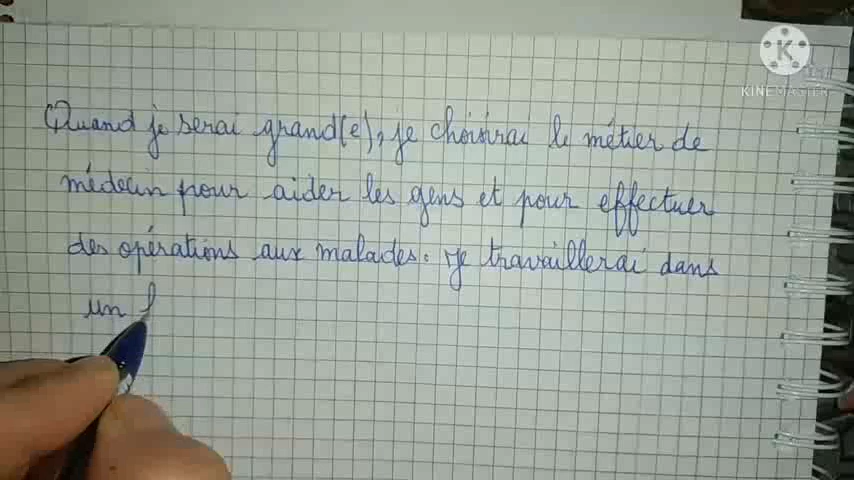 KINEMASTER
Quand je serai grand(e), je choisirai le métier de
médecin pour aider les gens et pour effectuer
des opérations aux malades. je travaillerai dans
un